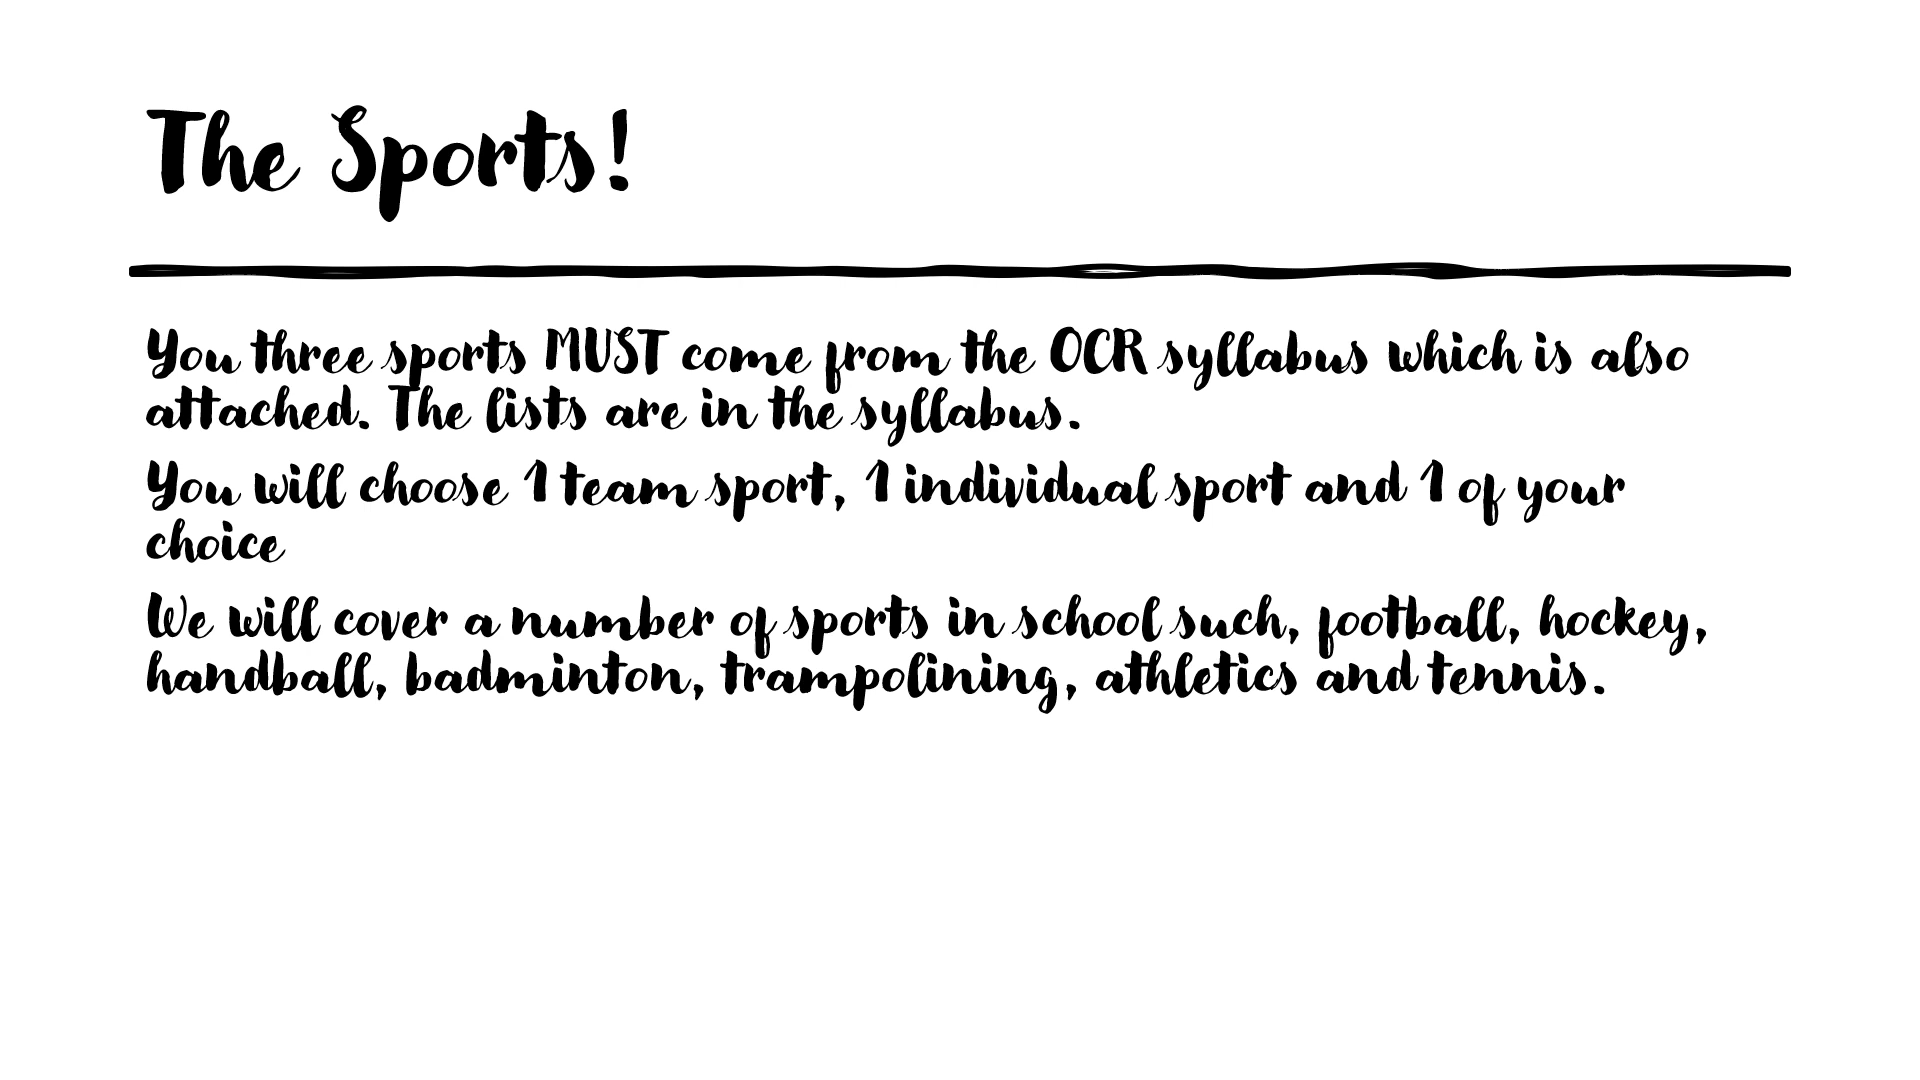 The Sports!
You three sports MUST come from the OCR syllabus which is also
attached. The lists are in the syllabus.
You will choose 1 team sport, 1 individual sport and 1 of your
choice
We will cover a number of sports in school such, football, hockey,
handball, badminton, trampolining, athletics and tennis.